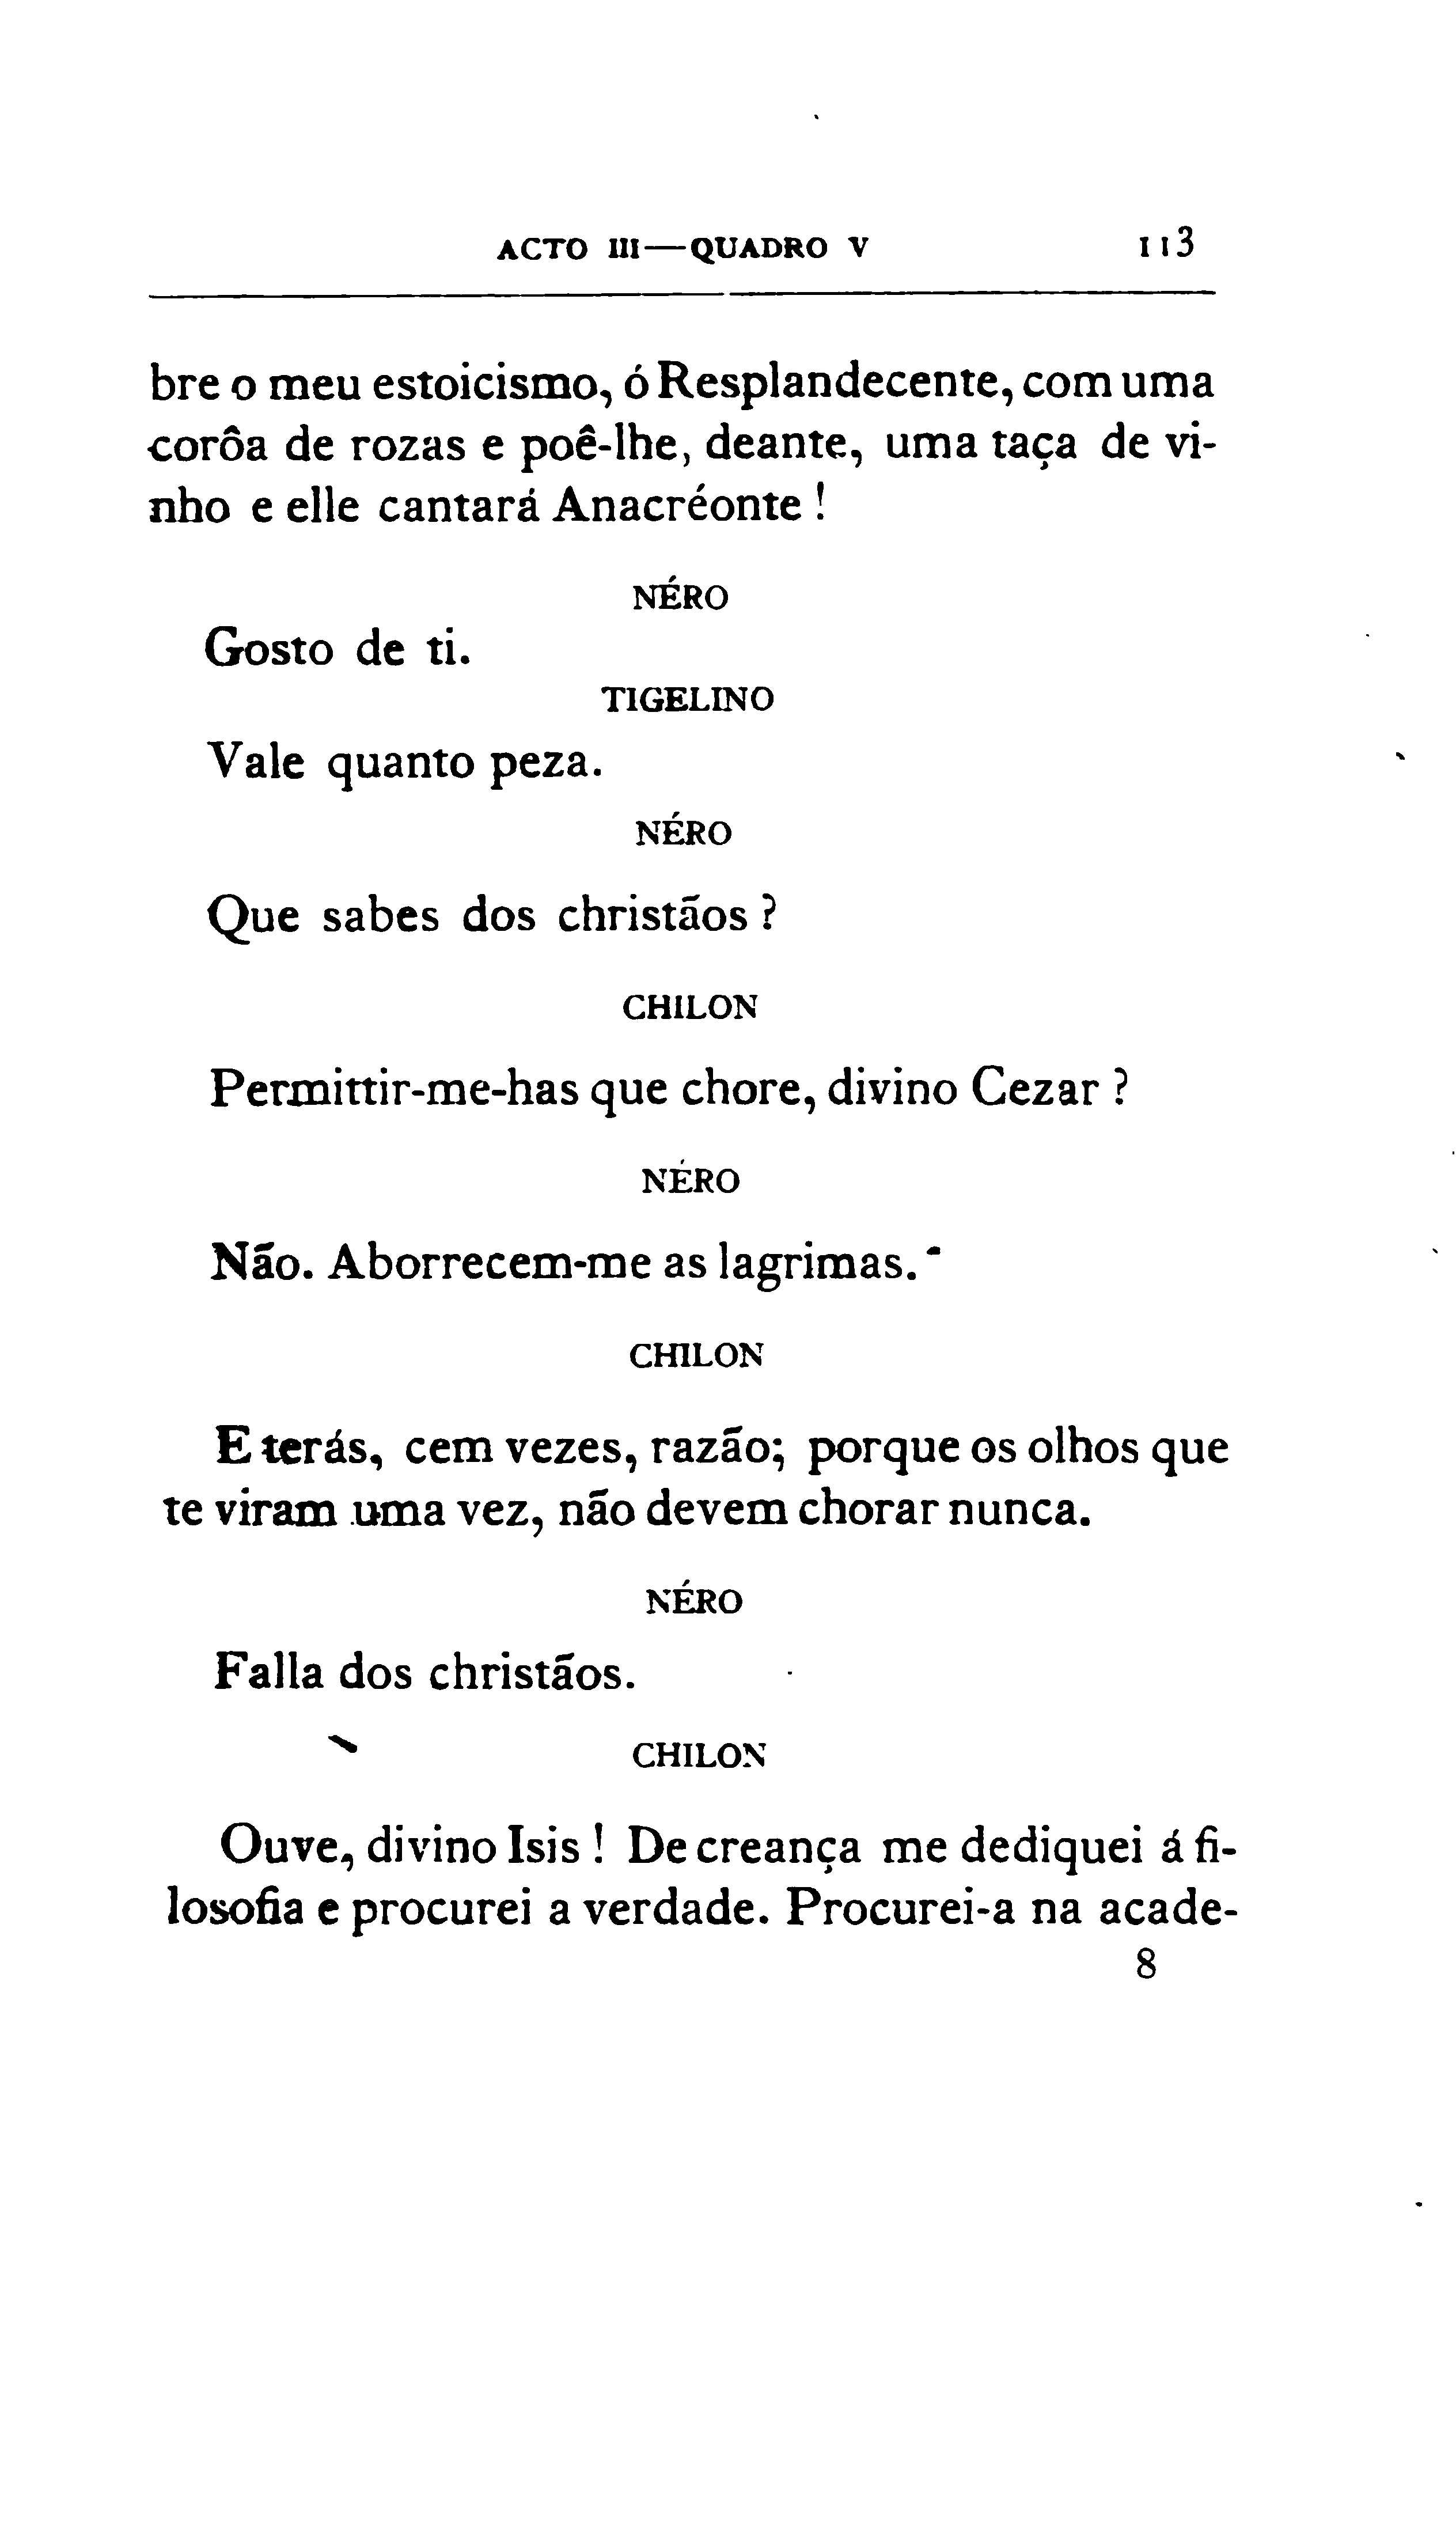 ACTO III—QUADRO V 113
bre o meu estoicismo, ó Resplandecente, com uma
corôa de rozas e poê-lhe, deante, uma taça de vi-
nho e elle cantará Anacréonte !
NÉRO
Gosto de ti.
TIGELINO
Vale quanto peza.
NÉRO
Que sabes dos christãos ?
CHILON
Permittir-me-has que chore, divino Cezar ?
NÉRO
Não. Aborrecem-me as lagrimas.
CHILON
E terás, cem vezes, razão; porque os olhos que
te viram uma vez, não devem chorar nunca.
NÉRO
Falla dos christãos.
CHILON
Ouve, divino Isis ! De creança me dediquei á fi-
losofia e procurei a verdade. Procurei-a na acade-
8